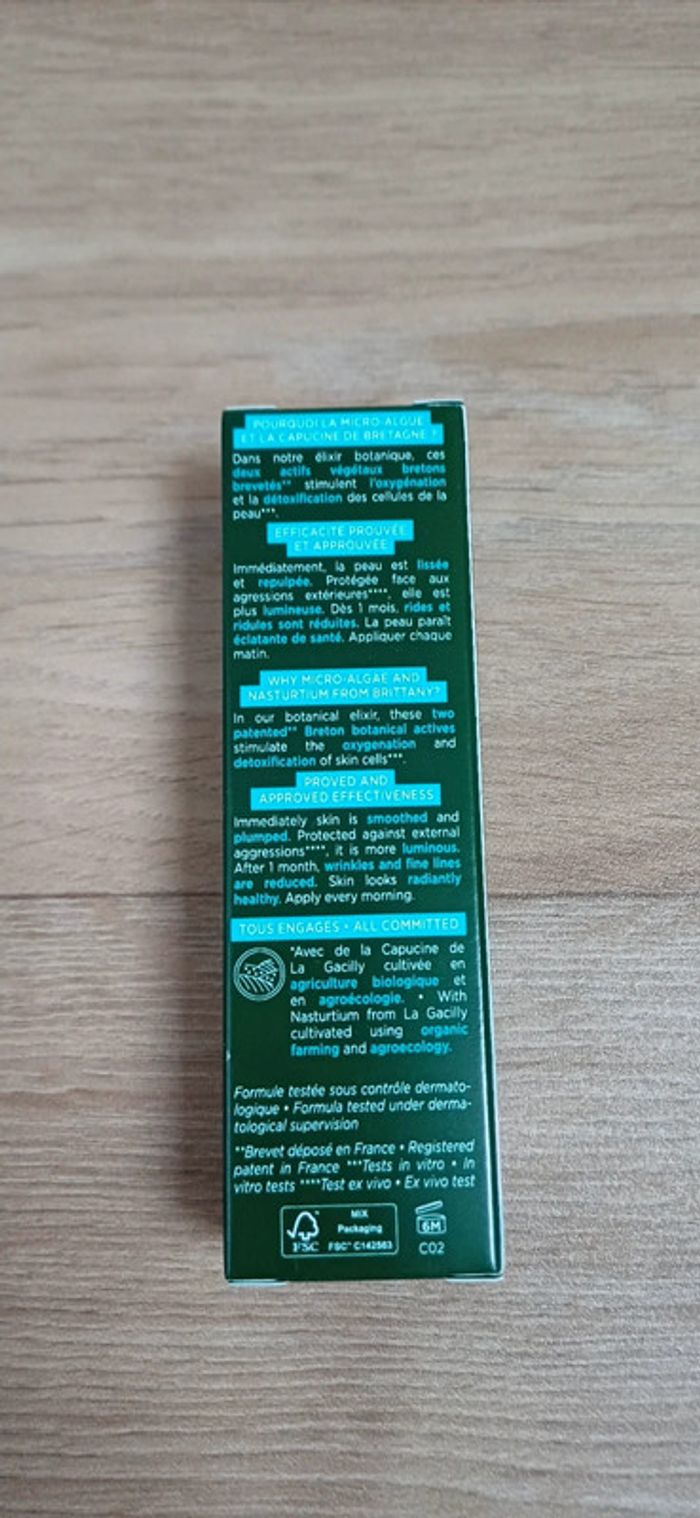 POURQUOI LA MICRO-ALGUE
ET LA CAPUCINE DE BRETAGNE ?
Dans notre élixir botanique, ces
deux actifs végétaux bretons
brevetés** stimulent l'oxygénation
et la détoxification des cellules de la
peau***.
EFFICACITÉ PROUVÉE
ET APPROUVÉE
Immédiatement, la peau est lissée
et repulpée. Protégée face aux
agressions extérieures****, elle est
plus lumineuse. Dès 1 mois, rides et
ridules sont réduites. La peau paraît
éclatante de santé. Appliquer chaque
matin.
WHY MICRO-ALGAE AND
NASTURTIUM FROM BRITTANY?
In our botanical elixir, these two
patented** Breton botanical actives
stimulate the oxygenation and
detoxification of skin cells***.
PROVED AND
APPROVED EFFECTIVENESS
Immediately skin is smoothed and
plumped. Protected against external
aggressions****, it is more luminous.
After 1 month, wrinkles and fine lines
are reduced. Skin looks radiantly
healthy. Apply every morning.
TOUS ENGAGÉS • ALL COMMITTED
*Avec de la Capucine de
La Gacilly cultivée en
agriculture biologique et
en agroécologie. • With
Nasturtium from La Gacilly
cultivated using organic
farming and agroecology.
Formule testée sous contrôle dermato-
logique • Formula tested under derma-
tological supervision
**Brevet déposé en France • Registered
patent in France ***Tests in vitro • In
vitro tests ****Test ex vivo • Ex vivo test
MIX
Packaging
FSC FSC™ C142563
6M
C02